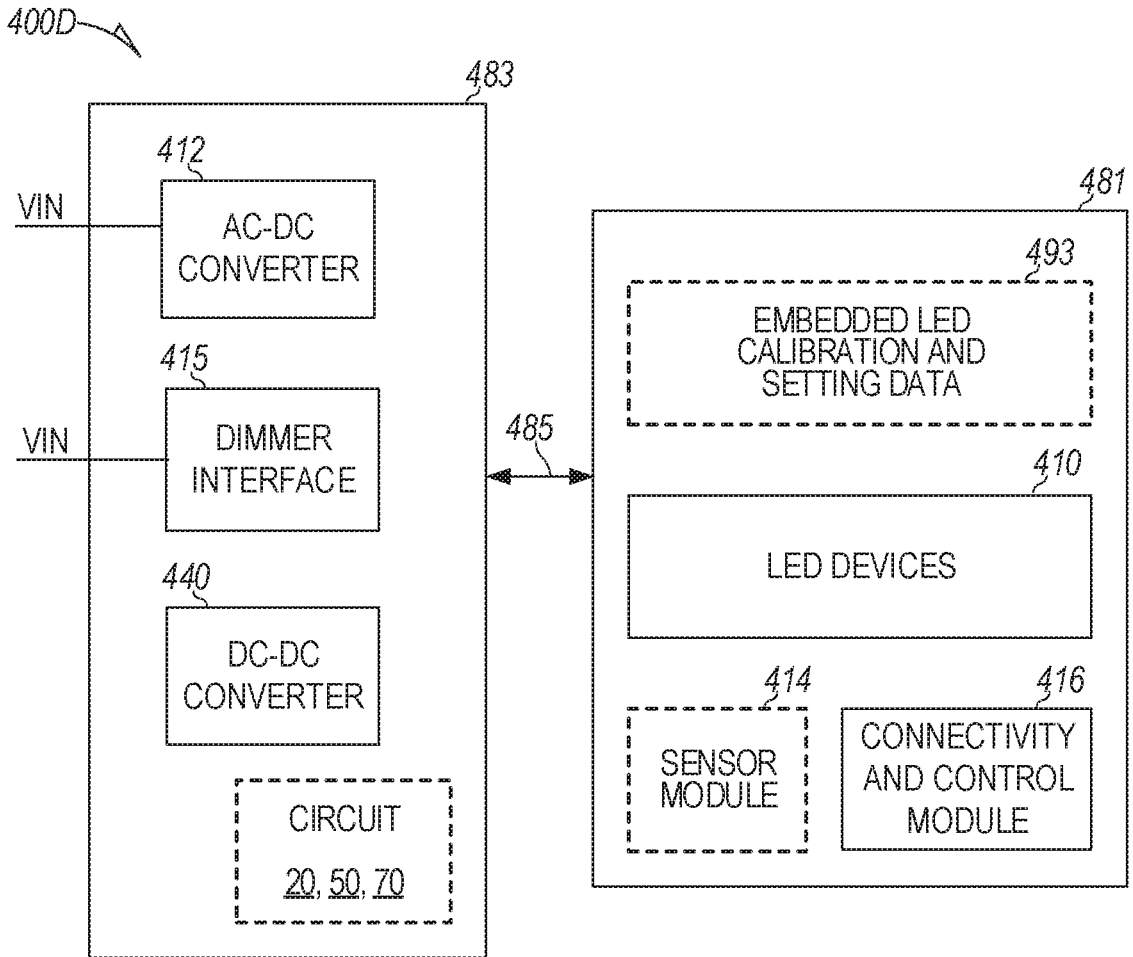 400D
483
412
VIN
AC-DC
CONVERTER
415
VIN
DIMMER
INTERFACE
440
DC-DC
CONVERTER
CIRCUIT
20, 50, 70
485
481
493
EMBEDDED LED
CALIBRATION AND
SETTING DATA
410
LED DEVICES
414
SENSOR
MODULE
416
CONNECTIVITY
AND CONTROL
MODULE